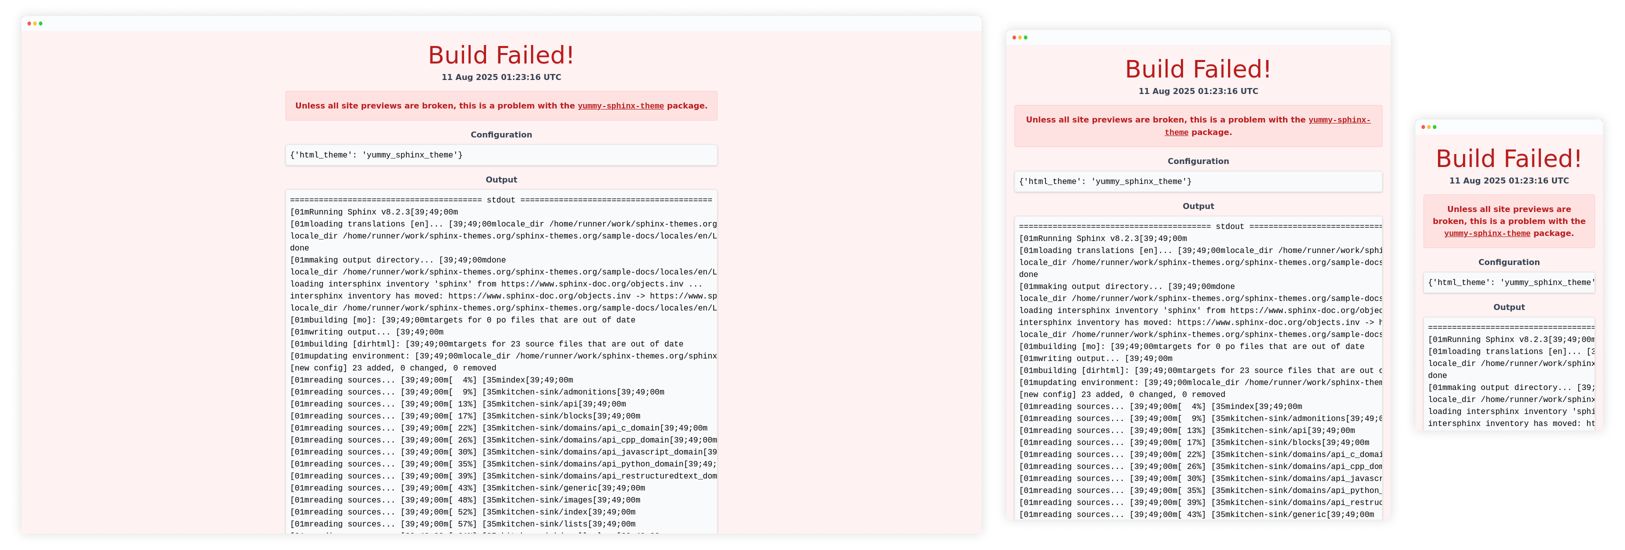 Build Failed!
11 Aug 2025 01:23:16 UTC
Unless all site previews are broken, this is a problem with the yummy-sphinx-theme package.
Configuration
{'html_theme': 'yummy_sphinx_theme'}
Output
======================================== stdout ========================================
[01mRunning Sphinx v8.2.3[39;49;00m
[01mloading translations [en]... [39;49;00mlocale_dir /home/runner/work/sphinx-themes.org
locale_dir /home/runner/work/sphinx-themes.org/sphinx-themes.org/sample-docs/locales/en/L
done
[01mmaking output directory... [39;49;00mdone
locale_dir /home/runner/work/sphinx-themes.org/sphinx-themes.org/sample-docs/locales/en/L
loading intersphinx inventory 'sphinx' from https://www.sphinx-doc.org/objects.inv ...
intersphinx inventory has moved: https://www.sphinx-doc.org/objects.inv -> https://www.sp
locale_dir /home/runner/work/sphinx-themes.org/sphinx-themes.org/sample-docs/locales/en/L
[01mbuilding [mo]: [39;49;00mtargets for 0 po files that are out of date
[01mwriting output... [39;49;00m
[01mbuilding [dirhtml]: [39;49;00mtargets for 23 source files that are out of date
[01mupdating environment: [39;49;00mlocale_dir /home/runner/work/sphinx-themes.org/sphinx
[new config] 23 added, 0 changed, 0 removed
[01mreading sources... [39;49;00m[  4%] [35mindex[39;49;00m
[01mreading sources... [39;49;00m[  9%] [35mkitchen-sink/admonitions[39;49;00m
[01mreading sources... [39;49;00m[ 13%] [35mkitchen-sink/api[39;49;00m
[01mreading sources... [39;49;00m[ 17%] [35mkitchen-sink/blocks[39;49;00m
[01mreading sources... [39;49;00m[ 22%] [35mkitchen-sink/domains/api_c_domain[39;49;00m
[01mreading sources... [39;49;00m[ 26%] [35mkitchen-sink/domains/api_cpp_domain[39;49;00m
[01mreading sources... [39;49;00m[ 30%] [35mkitchen-sink/domains/api_javascript_domain[39
[01mreading sources... [39;49;00m[ 35%] [35mkitchen-sink/domains/api_python_domain[39;49;
[01mreading sources... [39;49;00m[ 39%] [35mkitchen-sink/domains/api_restructuredtext_dom
[01mreading sources... [39;49;00m[ 43%] [35mkitchen-sink/generic[39;49;00m
[01mreading sources... [39;49;00m[ 48%] [35mkitchen-sink/images[39;49;00m
[01mreading sources... [39;49;00m[ 52%] [35mkitchen-sink/index[39;49;00m
[01mreading sources... [39;49;00m[ 57%] [35mkitchen-sink/lists[39;49;00m
Build Failed!
11 Aug 2025 01:23:16 UTC
Unless all site previews are broken, this is a problem with the yummy-sphinx-
theme package.
Configuration
{'html_theme': 'yummy_sphinx_theme'}
Output
======================================== stdout ==============================
[01mRunning Sphinx v8.2.3[39;49;00m
[01mloading translations [en]... [39;49;00mlocale_dir /home/runner/work/sphi
locale_dir /home/runner/work/sphinx-themes.org/sphinx-themes.org/sample-docs
done
[01mmaking output directory... [39;49;00mdone
locale_dir /home/runner/work/sphinx-themes.org/sphinx-themes.org/sample-docs
loading intersphinx inventory 'sphinx' from https://www.sphinx-doc.org/objec
intersphinx inventory has moved: https://www.sphinx-doc.org/objects.inv -> h
locale_dir /home/runner/work/sphinx-themes.org/sphinx-themes.org/sample-docs
[01mbuilding [mo]: [39;49;00mtargets for 0 po files that are out of date
[01mwriting output... [39;49;00m
[01mbuilding [dirhtml]: [39;49;00mtargets for 23 source files that are out o
[01mupdating environment: [39;49;00mlocale_dir /home/runner/work/sphinx-them
[new config] 23 added, 0 changed, 0 removed
[01mreading sources... [39;49;00m[  4%] [35mindex[39;49;00m
[01mreading sources... [39;49;00m[  9%] [35mkitchen-sink/admonitions[39;49;0
[01mreading sources... [39;49;00m[ 13%] [35mkitchen-sink/api[39;49;00m
[01mreading sources... [39;49;00m[ 17%] [35mkitchen-sink/blocks[39;49;00m
[01mreading sources... [39;49;00m[ 22%] [35mkitchen-sink/domains/api_c_domai
[01mreading sources... [39;49;00m[ 26%] [35mkitchen-sink/domains/api_cpp_dom
[01mreading sources... [39;49;00m[ 30%] [35mkitchen-sink/domains/api_javascr
[01mreading sources... [39;49;00m[ 35%] [35mkitchen-sink/domains/api_python_
[01mreading sources... [39;49;00m[ 39%] [35mkitchen-sink/domains/api_restruc
[01mreading sources... [39;49;00m[ 43%] [35mkitchen-sink/generic[39;49;00m
Build Failed!
11 Aug 2025 01:23:16 UTC
Unless all site previews are
broken, this is a problem with the
yummy-sphinx-theme package.
Configuration
{'html_theme': 'yummy_sphinx_theme'
Output
===================================
[01mRunning Sphinx v8.2.3[39;49;00m
[01mloading translations [en]... [3
locale_dir /home/runner/work/sphinx
done
[01mmaking output directory... [39;
locale_dir /home/runner/work/sphinx
loading intersphinx inventory 'sphi
intersphinx inventory has moved: ht